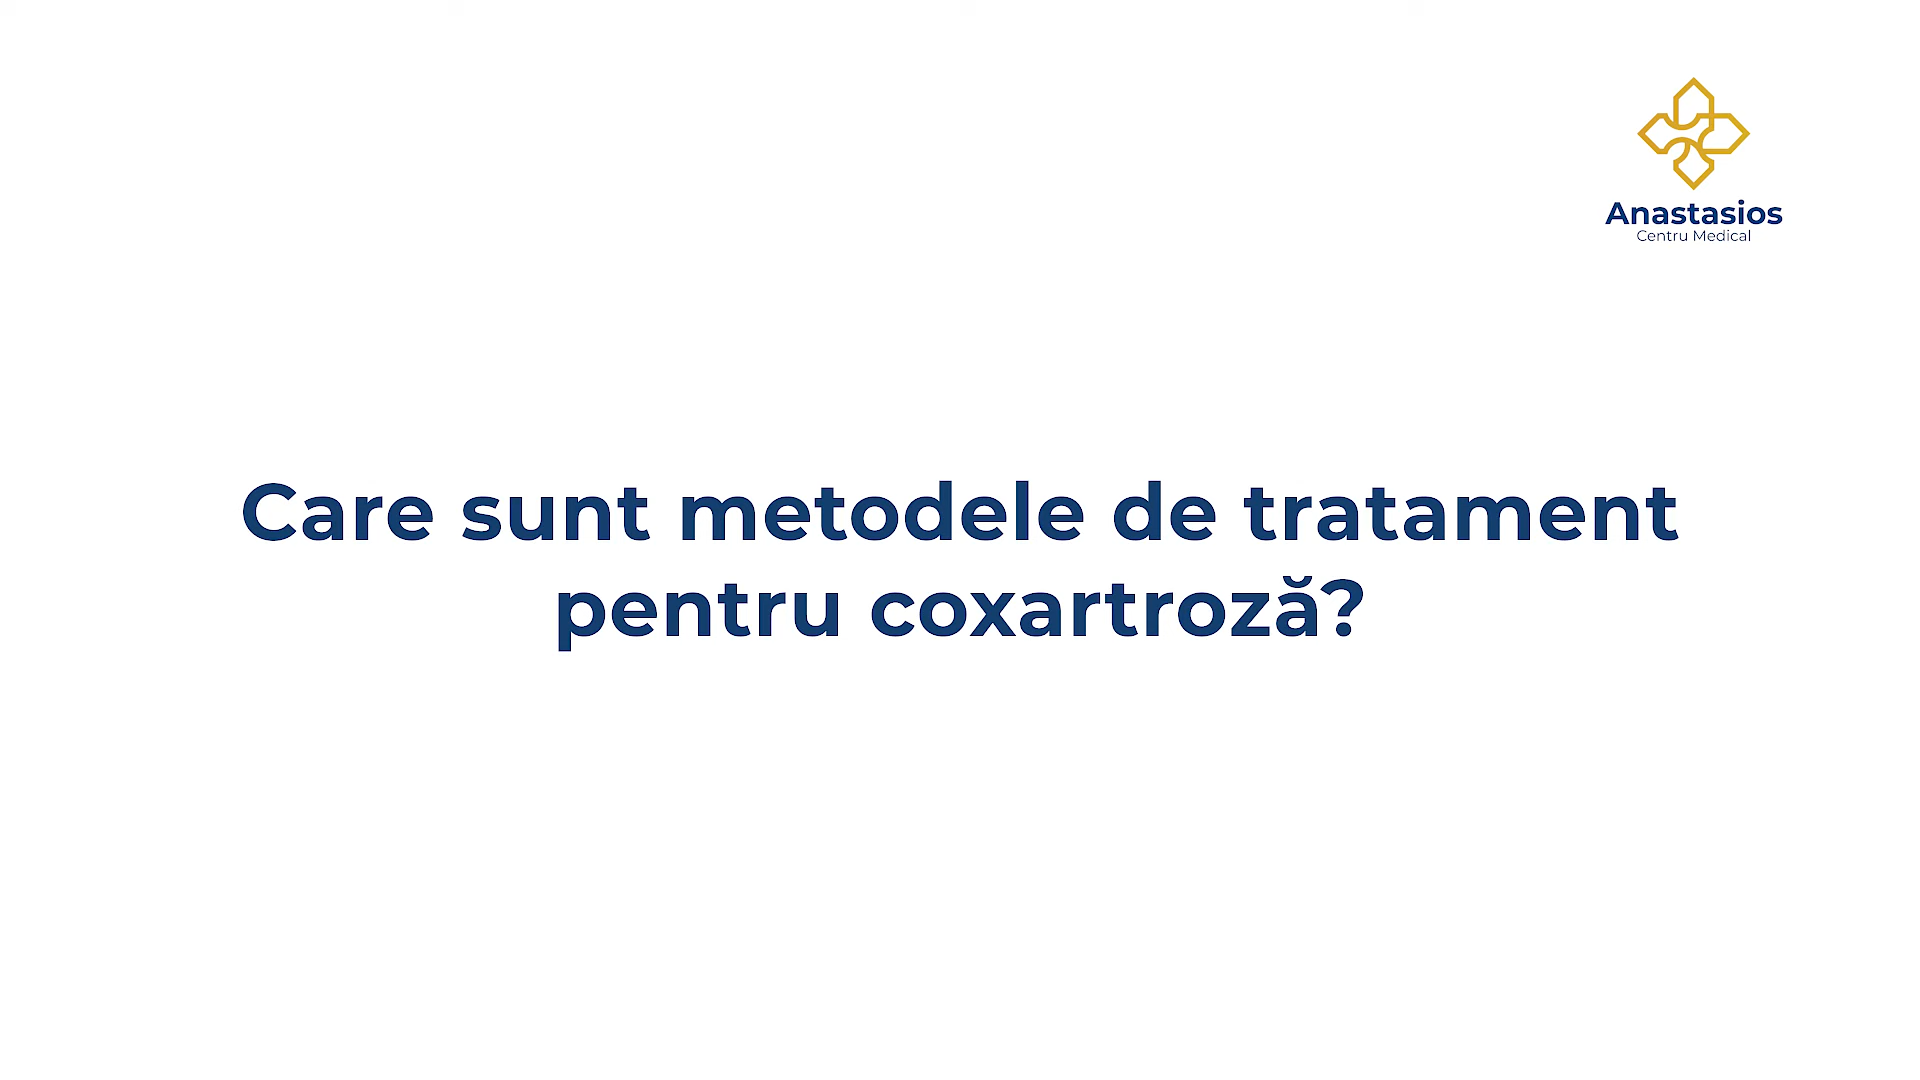 Anastasios
Centru Medical
Care sunt metodele de tratament
pentru coxartroză?